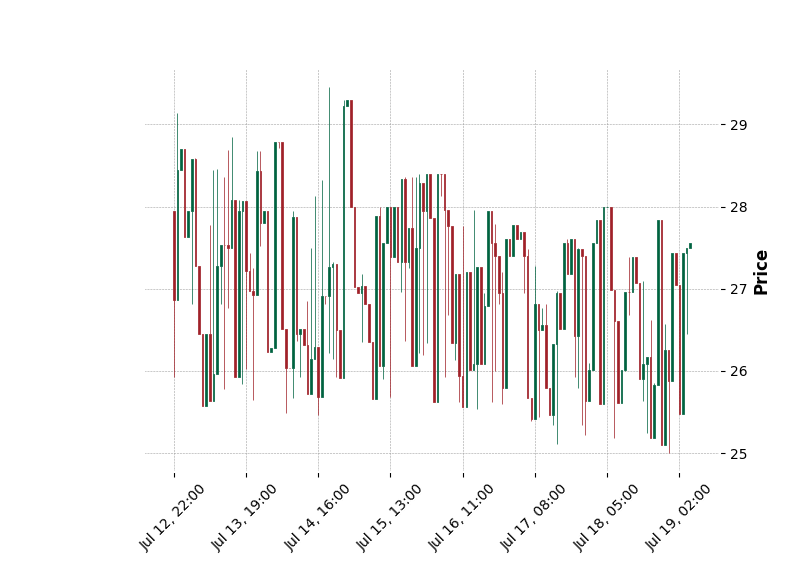 29
28
27
26
25
Price
Jul 12, 22:00
Jul 13, 19:00
Jul 14, 16:00
Jul 15, 13:00
Jul 16, 11:00
Jul 17, 08:00
Jul 18, 05:00
Jul 19, 02:00